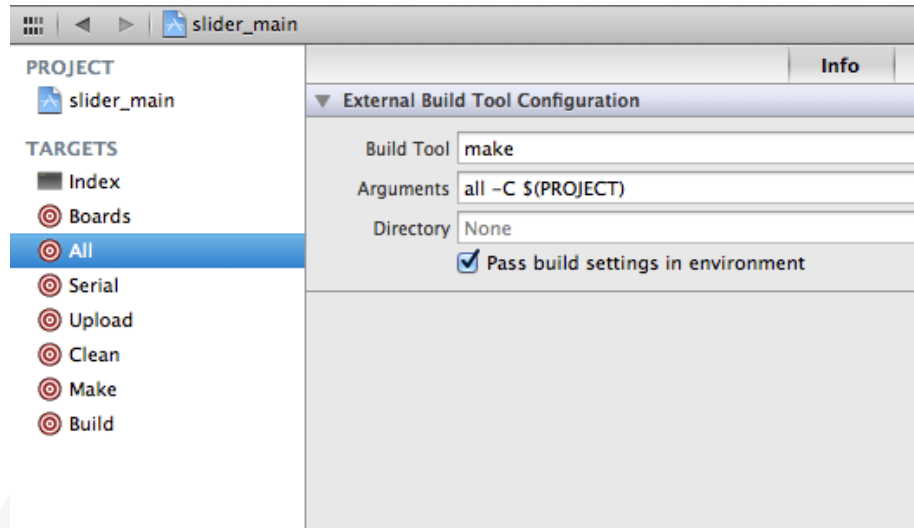 slider_main
PROJECT
slider_main
TARGETS
Index
Boards
All
Serial
Upload
Clean
Make
Build
Info
External Build Tool Configuration
Build Tool make
Arguments all -C $(PROJECT)
Directory None
Pass build settings in environment